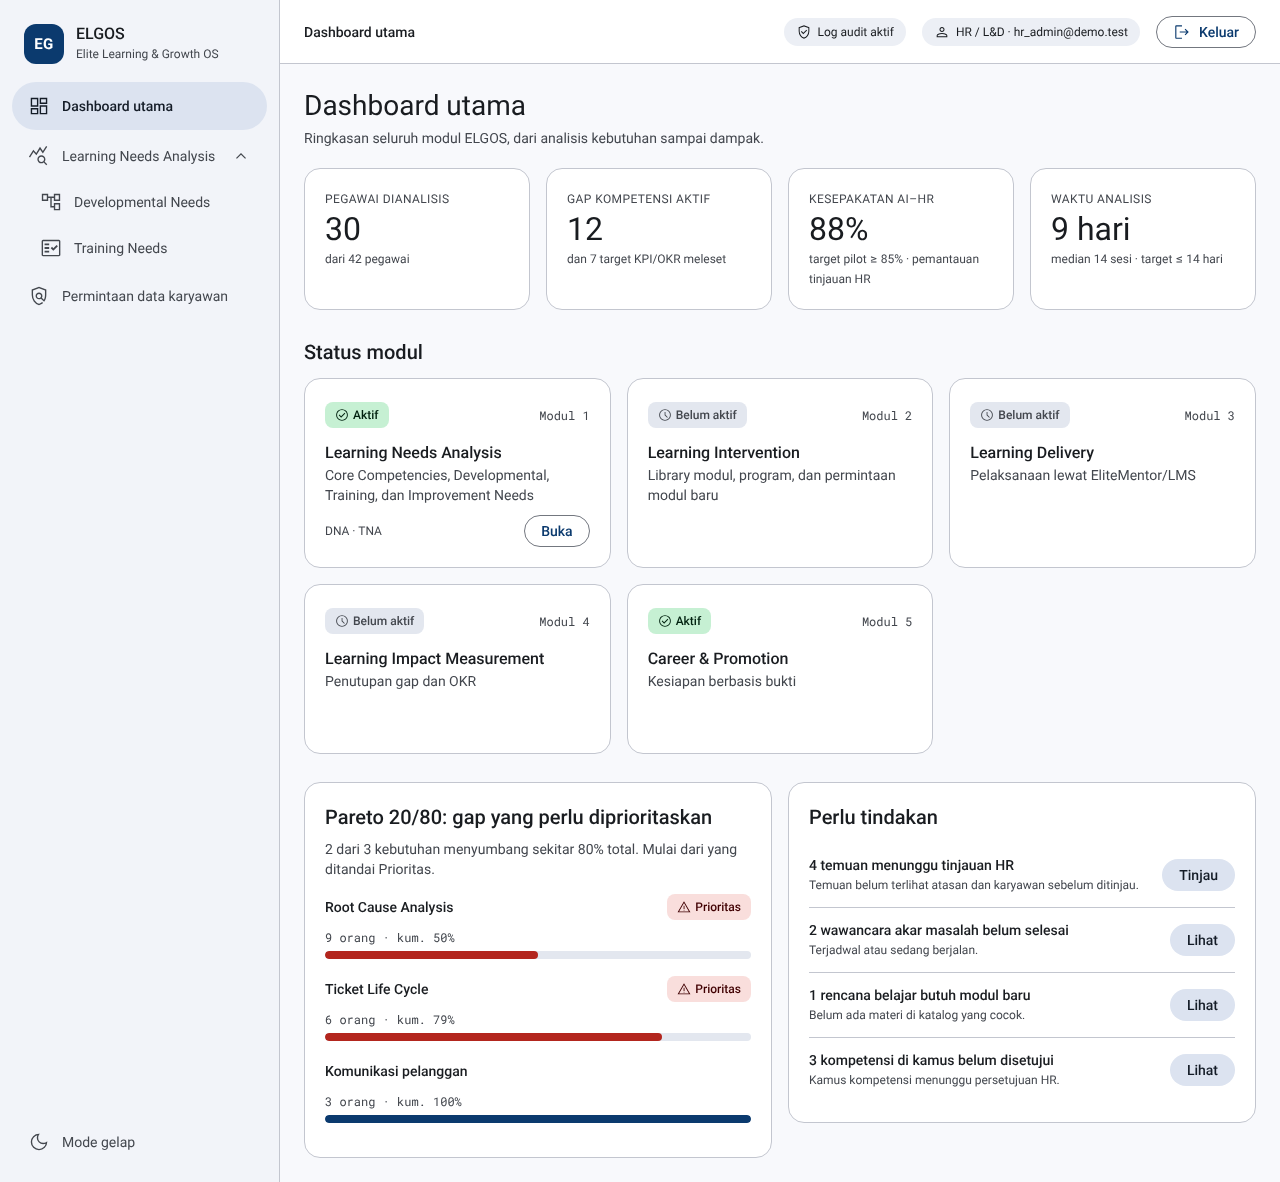 EG
ELGOS
Elite Learning & Growth OS
Dashboard utama
Learning Needs Analysis
Developmental Needs
Training Needs
Permintaan data karyawan
Mode gelap
Dashboard utama
Log audit aktif
HR / L&D · hr_admin@demo.test
Keluar
Dashboard utama
Ringkasan seluruh modul ELGOS, dari analisis kebutuhan sampai dampak.
PEGAWAI DIANALISIS
30
dari 42 pegawai
GAP KOMPETENSI AKTIF
12
dan 7 target KPI/OKR meleset
KESEPAKATAN AI–HR
88%
target pilot ≥ 85% · pemantauan
tinjauan HR
WAKTU ANALISIS
9 hari
median 14 sesi · target ≤ 14 hari
Status modul
Aktif
Modul 1
Learning Needs Analysis
Core Competencies, Developmental,
Training, dan Improvement Needs
DNA · TNA
Buka
Belum aktif
Modul 2
Learning Intervention
Library modul, program, dan permintaan
modul baru
Belum aktif
Modul 3
Learning Delivery
Pelaksanaan lewat EliteMentor/LMS
Belum aktif
Modul 4
Learning Impact Measurement
Penutupan gap dan OKR
Aktif
Modul 5
Career & Promotion
Kesiapan berbasis bukti
Pareto 20/80: gap yang perlu diprioritaskan
2 dari 3 kebutuhan menyumbang sekitar 80% total. Mulai dari yang
ditandai Prioritas.
Root Cause Analysis
Prioritas
9 orang · kum. 50%
Ticket Life Cycle
Prioritas
6 orang · kum. 79%
Komunikasi pelanggan
3 orang · kum. 100%
Perlu tindakan
4 temuan menunggu tinjauan HR
Temuan belum terlihat atasan dan karyawan sebelum ditinjau.
Tinjau
2 wawancara akar masalah belum selesai
Terjadwal atau sedang berjalan.
Lihat
1 rencana belajar butuh modul baru
Belum ada materi di katalog yang cocok.
Lihat
3 kompetensi di kamus belum disetujui
Kamus kompetensi menunggu persetujuan HR.
Lihat